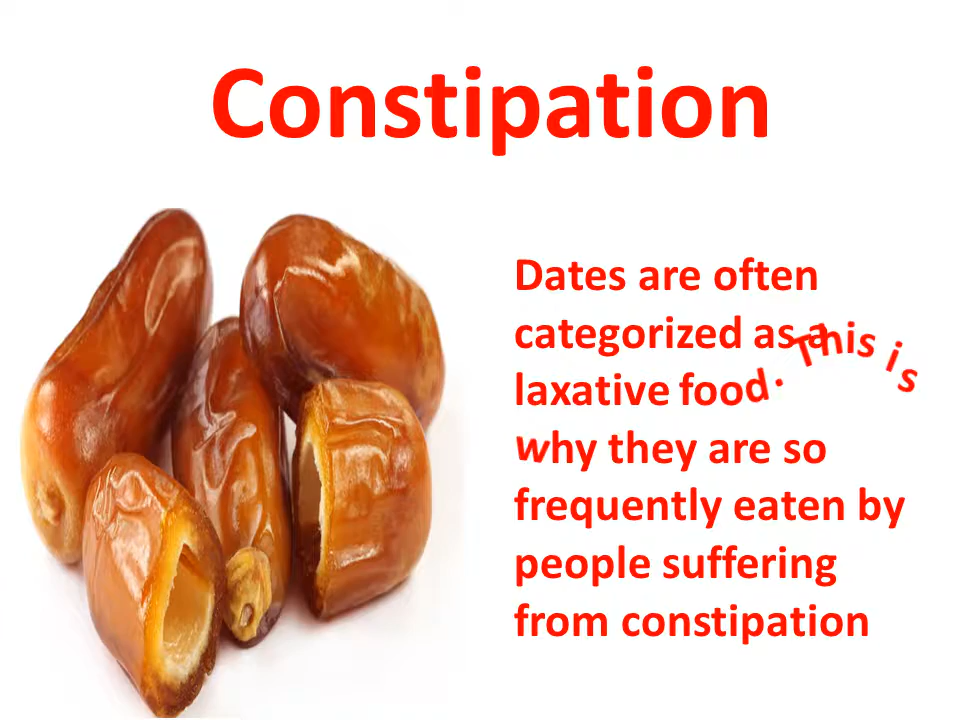 Constipation
Dates are often
categorized as a
laxative food. This is
why they are so
frequently eaten by
people suffering
from constipation